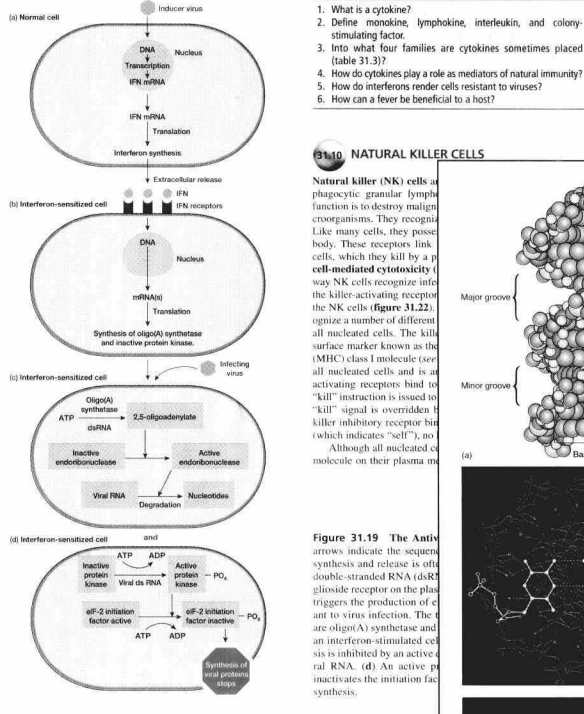 Inducer virus
(a) Normal cell
DNA
Nucleus
Transcription
IFN mRNA
IFN mRNA
Translation
Interferon synthesis
Extracellular release
IFN
(b) Interferon-sensitized cell
IFN receptors
DNA
Nucleus
mRNA(s)
Translation
Synthesis of oligo(A) synthetase
and inactive protein kinase.
Infecting
virus
(c) Interferon-sensitized cell
Oligo(A)
synthetase
ATP
2,5-oligoadenylate
dsRNA
Inactive
endoribonuclease
Active
endoribonuclease
Viral RNA
Nucleotides
Degradation
(d) Interferon-sensitized cell
and
ATP
ADP
Inactive
protein
kinase
Viral ds RNA
Active
protein
kinase
PO4
eIF-2 initiation
factor active
eIF-2 initiation
factor inactive
PO4
ATP
ADP
Synthesis of
viral proteins
stops
1. What is a cytokine?
2. Define monokine, lymphokine, interleukin, and colony-
stimulating factor.
3. Into what four families are cytokines sometimes placed
(table 31.3)?
4. How do cytokines play a role as mediators of natural immunity?
5. How do interferons render cells resistant to viruses?
6. How can a fever be beneficial to a host?
31.10 NATURAL KILLER CELLS
Natural killer (NK) cells
phagocytic granular lymph
function is to destroy malign
croorganisms. They recogni
Like many cells, they posse
body. These receptors link
cells, which they kill by a p
cell-mediated cytotoxicity (
way NK cells recognize infe
the killer-activating receptor
the NK cells (figure 31.22).
ognize a number of different
all nucleated cells. The kill
surface marker known as the
(MHC) class I molecule (see
all nucleated cells and is a
activating receptors bind to
"kill" instruction is issued to
"kill" signal is overridden
killer inhibitory receptor bin
(which indicates "self"), no
Although all nucleated ce
molecule on their plasma me
Major groove
Minor groove
(a)
Ba
Figure 31.19 The Antiv
arrows indicate the sequenc
synthesis and release is ofte
double-stranded RNA (dsR
glioside receptor on the plas
triggers the production of e
ant to virus infection. The t
are oligo(A) synthetase and
an interferon-stimulated cel
sis is inhibited by an active
ral RNA. (d) An active p
inactivates the initiation fac
synthesis.